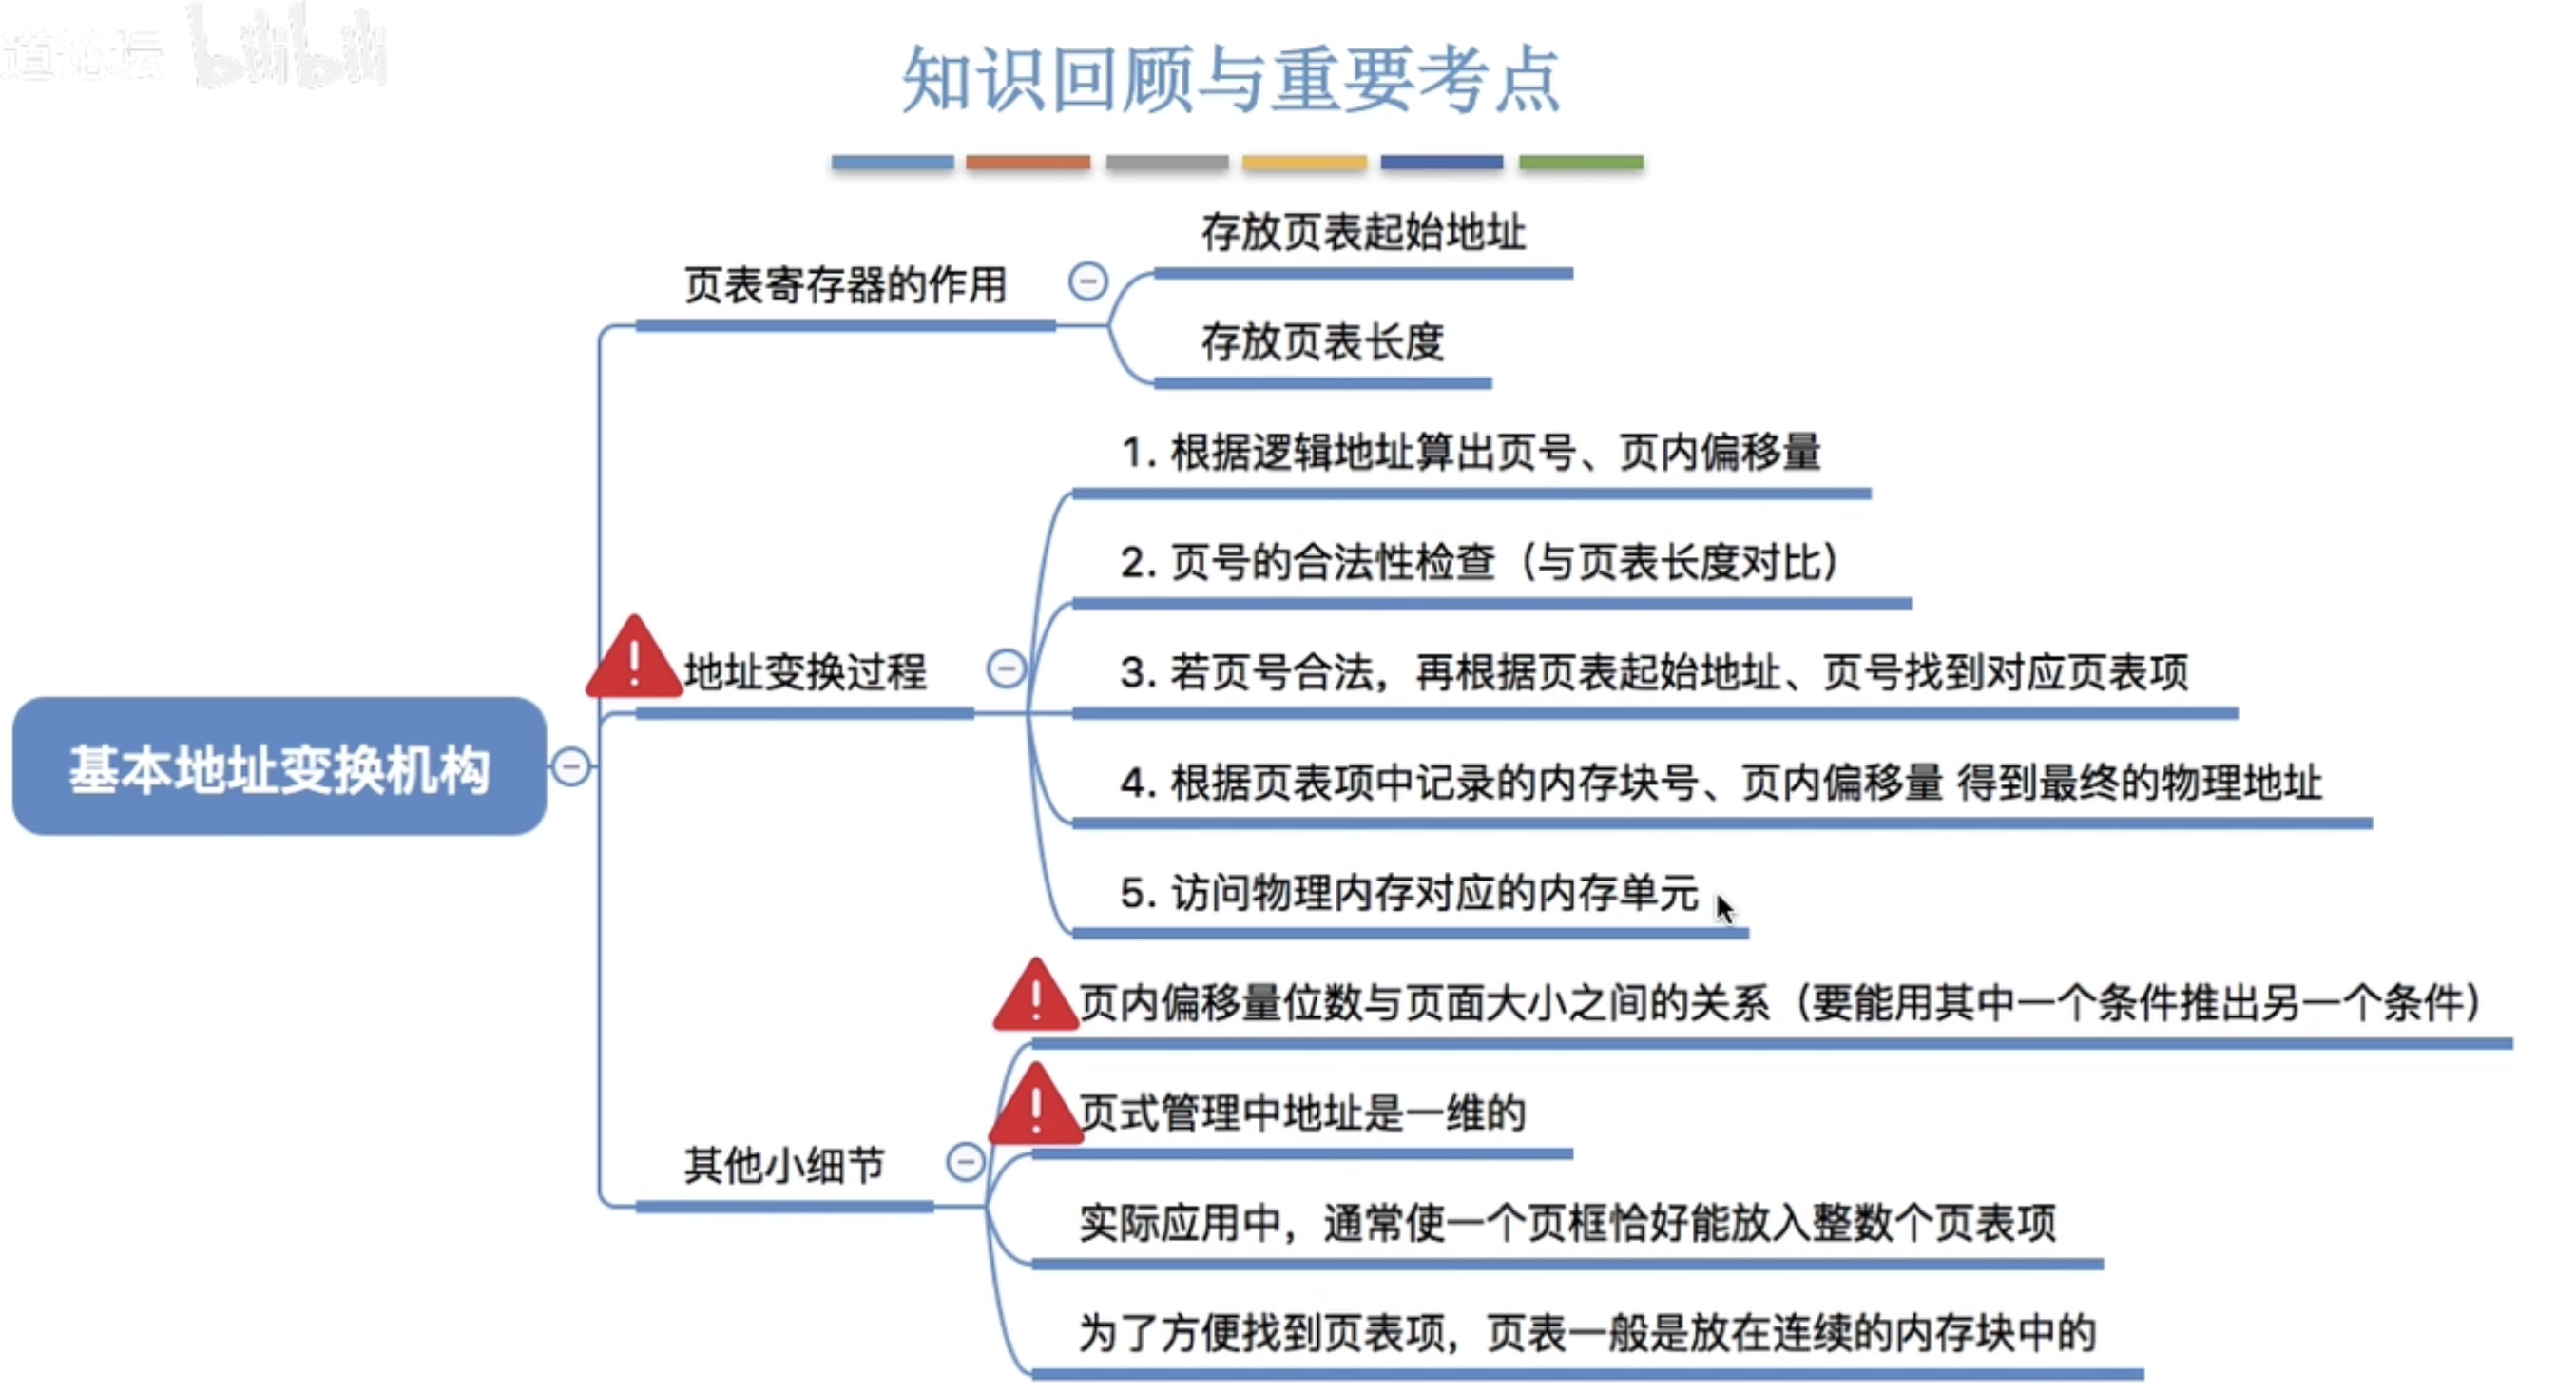 道论坛 bilibili
知识回顾与重要考点
存放页表起始地址
页表寄存器的作用
存放页表长度
1. 根据逻辑地址算出页号、页内偏移量
2. 页号的合法性检查（与页表长度对比）
地址变换过程
3. 若页号合法，再根据页表起始地址、页号找到对应页表项
基本地址变换机构
4. 根据页表项中记录的内存块号、页内偏移量 得到最终的物理地址
5. 访问物理内存对应的内存单元
页内偏移量位数与页面大小之间的关系（要能用其中一个条件推出另一个条件）
页式管理中地址是一维的
其他小细节
实际应用中，通常使一个页框恰好能放入整数个页表项
为了方便找到页表项，页表一般是放在连续的内存块中的